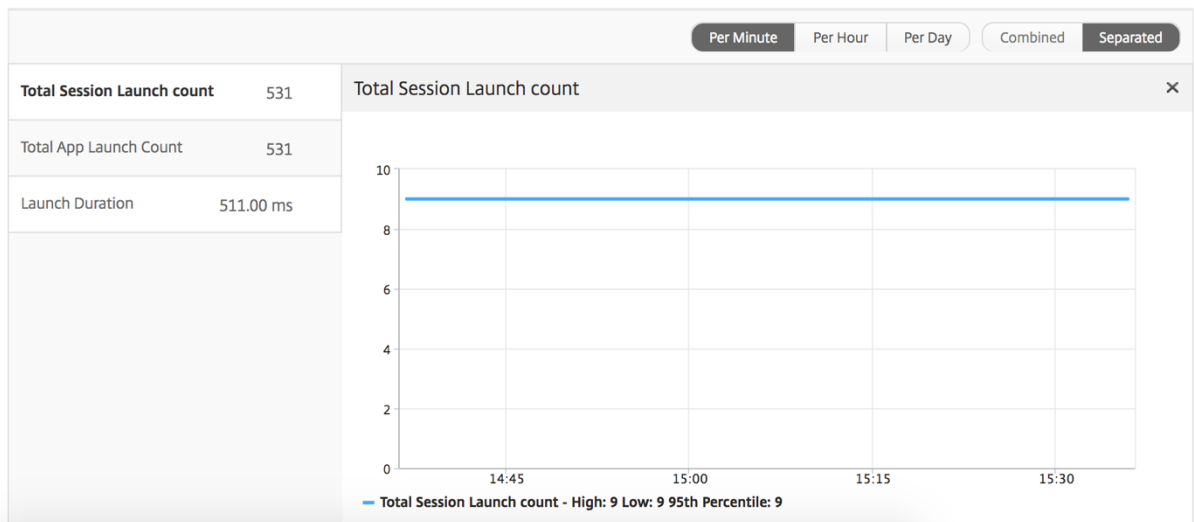 Per Minute Per Hour Per Day Combined Separated
Total Session Launch count 531
Total App Launch Count 531
Launch Duration 511.00 ms
Total Session Launch count ×
10
8
6
4
2
0
14:45 15:00 15:15 15:30
Total Session Launch count - High: 9 Low: 9 95th Percentile: 9